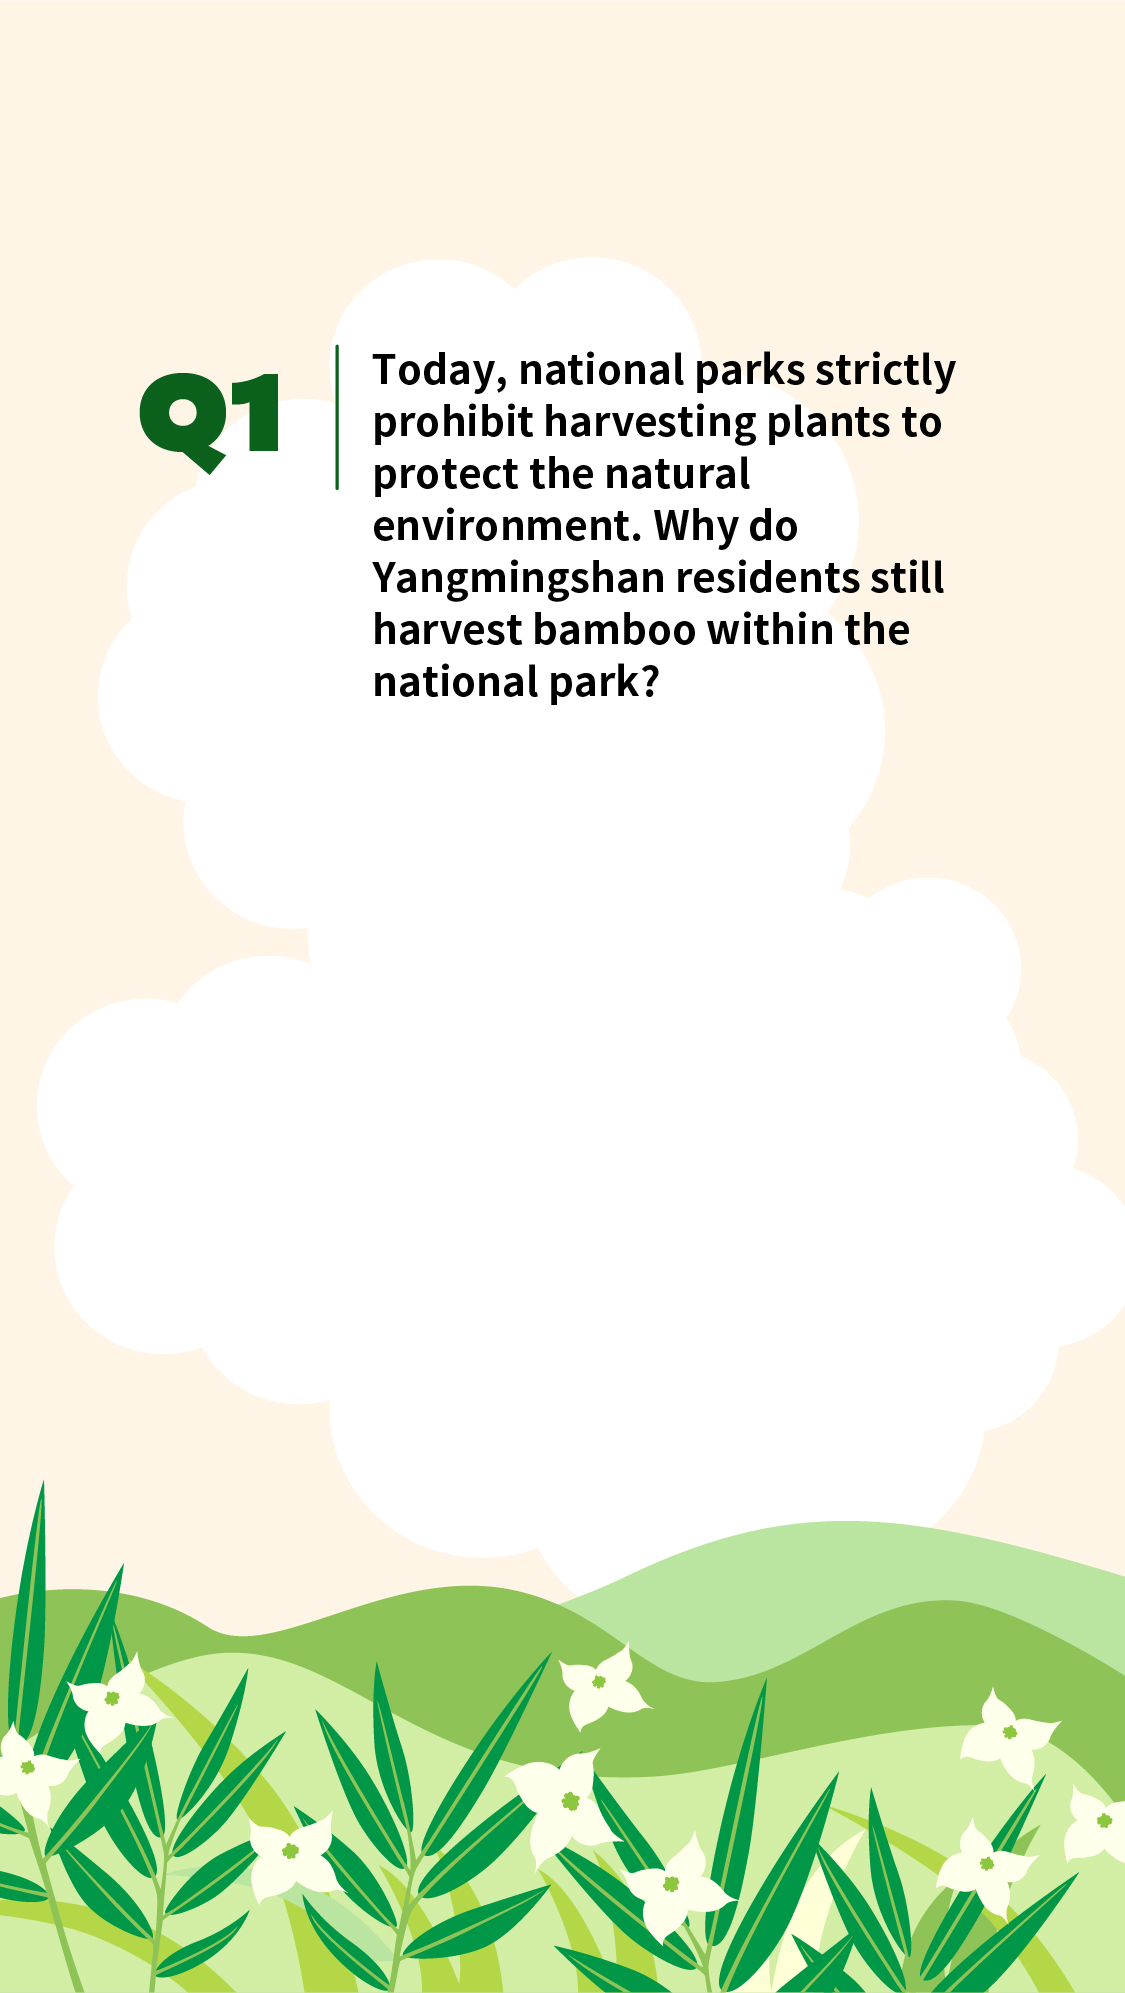 Q1
Today, national parks strictly
prohibit harvesting plants to
protect the natural
environment. Why do
Yangmingshan residents still
harvest bamboo within the
national park?